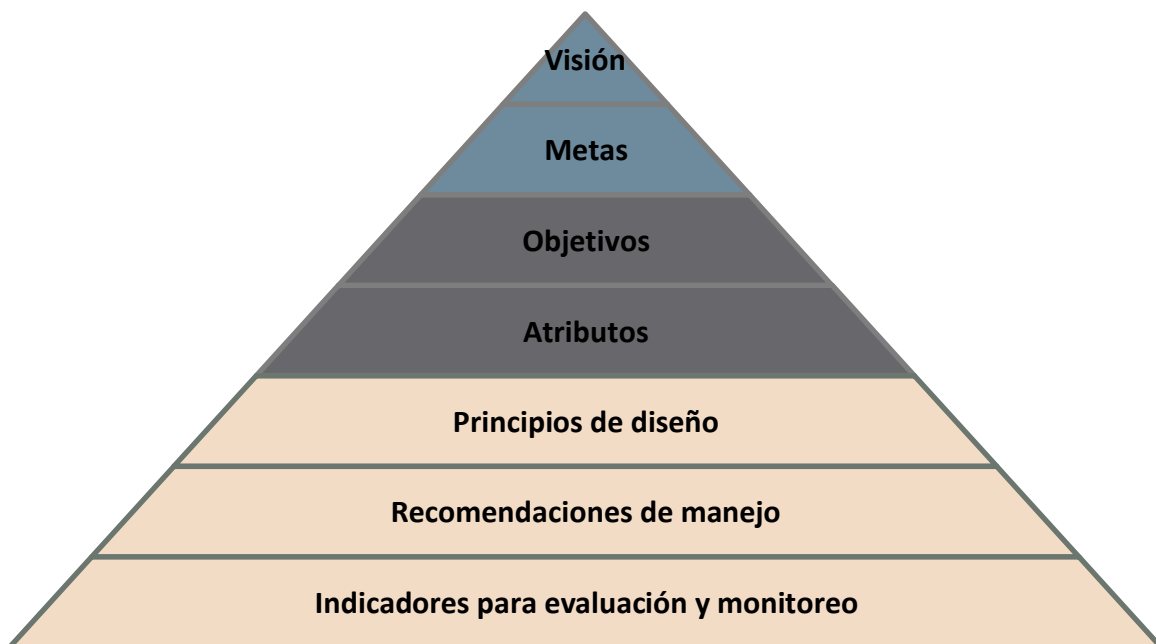 Visión
Metas
Objetivos
Atributos
Principios de diseño
Recomendaciones de manejo
Indicadores para evaluación y monitoreo